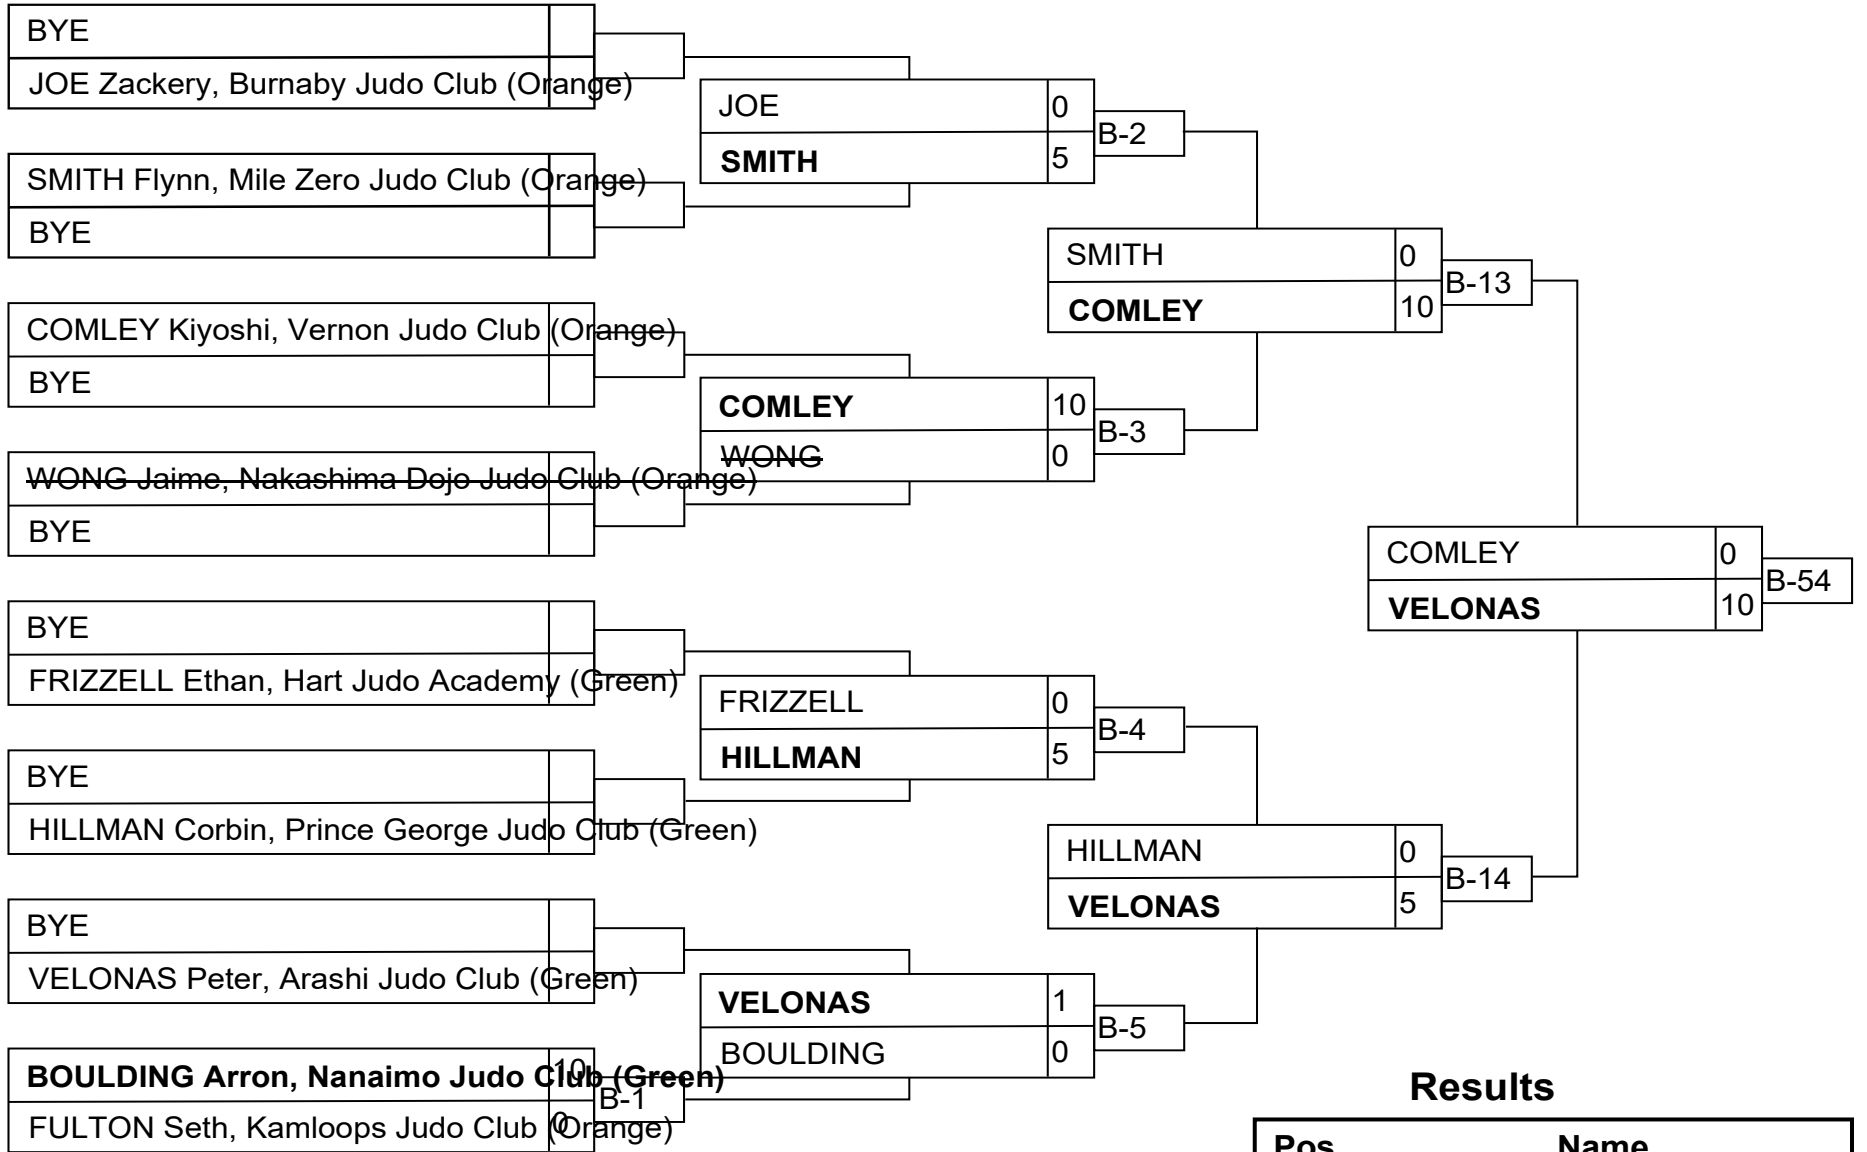 BYE
JOE Zackery, Burnaby Judo Club (Orange)
SMITH Flynn, Mile Zero Judo Club (Orange)
BYE
COMLEY Kiyoshi, Vernon Judo Club (Orange)
BYE
WONG Jaime, Nakashima Dojo Judo Club (Orange)
BYE
BYE
FRIZZELL Ethan, Hart Judo Academy (Green)
BYE
HILLMAN Corbin, Prince George Judo Club (Green)
BYE
VELONAS Peter, Arashi Judo Club (Green)
BOULDING Arron, Nanaimo Judo Club (Green) 10
FULTON Seth, Kamloops Judo Club (Orange) 0
B-1
JOE 0
SMITH 5
B-2
COMLEY 10
WONG 0
B-3
FRIZZELL 0
HILLMAN 5
B-4
VELONAS 1
BOULDING 0
B-5
SMITH 0
COMLEY 10
B-13
HILLMAN 0
VELONAS 5
B-14
COMLEY 0
VELONAS 10
B-54
Results
Pos Name